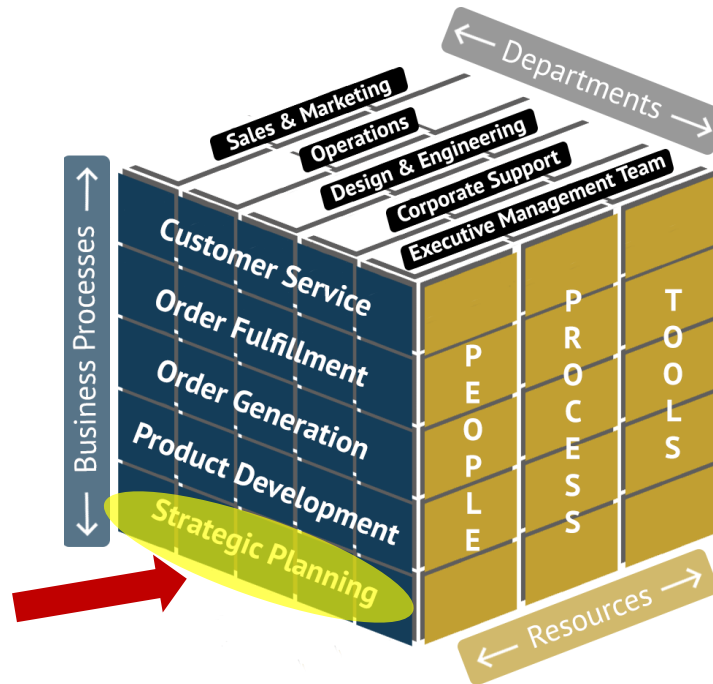 ← Departments →
Sales & Marketing
Operations
Design & Engineering
Corporate Support
Executive Management Team
← Business Processes →
Customer Service
Order Fulfillment
Order Generation
Product Development
Strategic Planning
PEOPLE
PROCESS
TOOLS
← Resources →